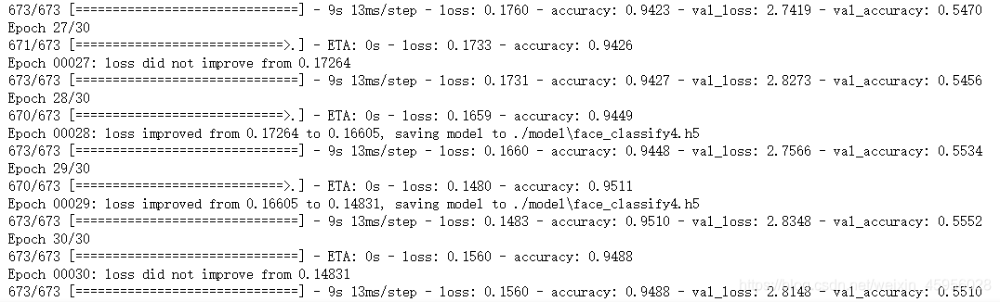 673/673 [==============================] - 9s 13ms/step - loss: 0.1760 - accuracy: 0.9423 - val_loss: 2.7419 - val_accuracy: 0.5470
Epoch 27/30
671/673 [============================>.] - ETA: 0s - loss: 0.1733 - accuracy: 0.9426
Epoch 00027: loss did not improve from 0.17264
673/673 [==============================] - 9s 13ms/step - loss: 0.1731 - accuracy: 0.9427 - val_loss: 2.8273 - val_accuracy: 0.5456
Epoch 28/30
670/673 [============================>.] - ETA: 0s - loss: 0.1659 - accuracy: 0.9449
Epoch 00028: loss improved from 0.17264 to 0.16605, saving model to ./model\face_classify4.h5
673/673 [==============================] - 9s 13ms/step - loss: 0.1660 - accuracy: 0.9448 - val_loss: 2.7566 - val_accuracy: 0.5534
Epoch 29/30
670/673 [============================>.] - ETA: 0s - loss: 0.1480 - accuracy: 0.9511
Epoch 00029: loss improved from 0.16605 to 0.14831, saving model to ./model\face_classify4.h5
673/673 [==============================] - 9s 13ms/step - loss: 0.1483 - accuracy: 0.9510 - val_loss: 2.8348 - val_accuracy: 0.5552
Epoch 30/30
673/673 [==============================] - ETA: 0s - loss: 0.1560 - accuracy: 0.9488
Epoch 00030: loss did not improve from 0.14831
673/673 [==============================] - 9s 13ms/step - loss: 0.1560 - accuracy: 0.9488 - val_loss: 2.8148 - val_accuracy: 0.5510